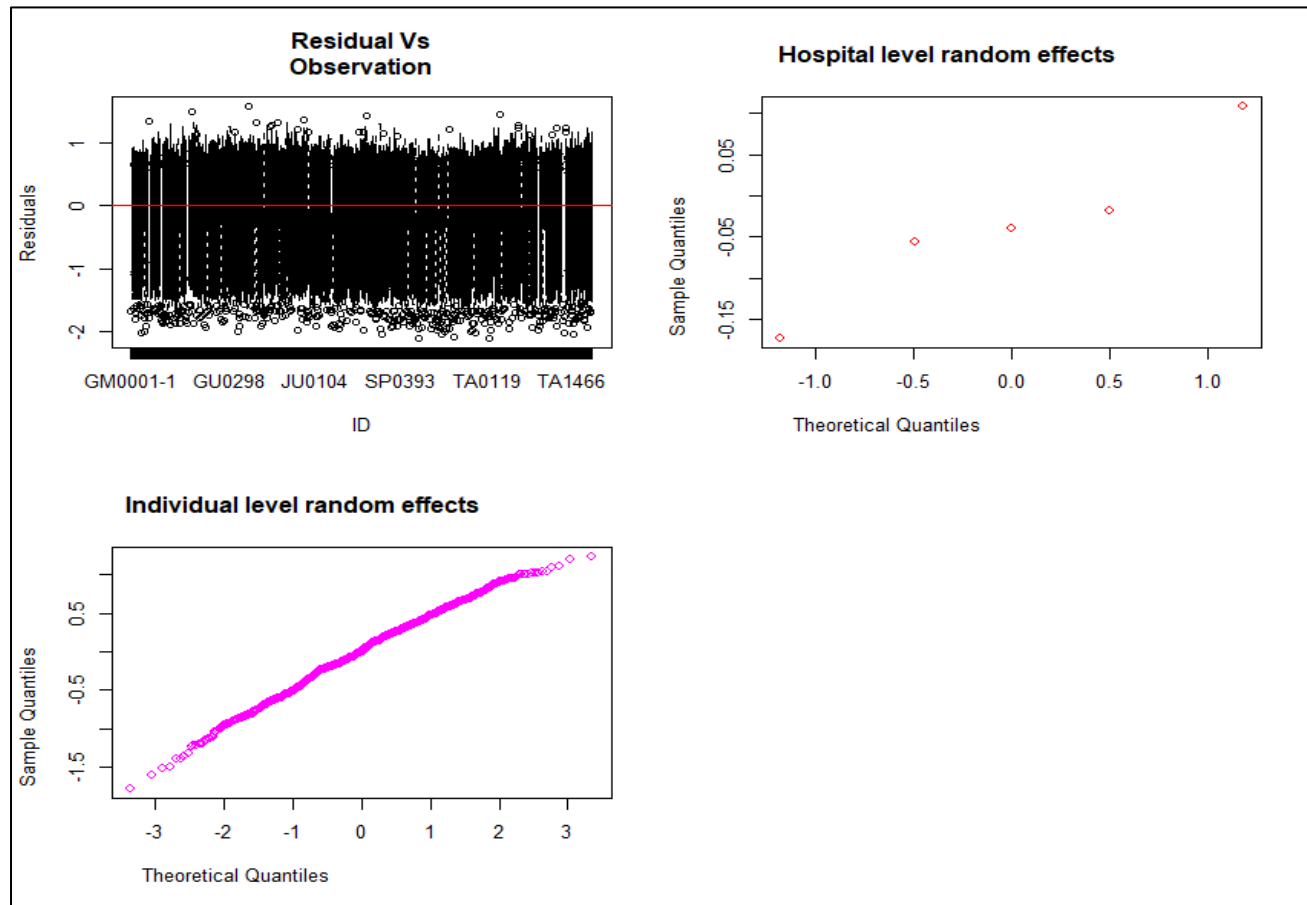 Residual Vs
Observation
Residuals
1
0
-1
-2
GM0001-1 GU0298 JU0104 SP0393 TA0119 TA1466
ID
Hospital level random effects
Sample Quantiles
0.05
-0.05
-0.15
-1.0 -0.5 0.0 0.5 1.0
Theoretical Quantiles
Individual level random effects
Sample Quantiles
0.5
-0.5
-1.5
-3 -2 -1 0 1 2 3
Theoretical Quantiles